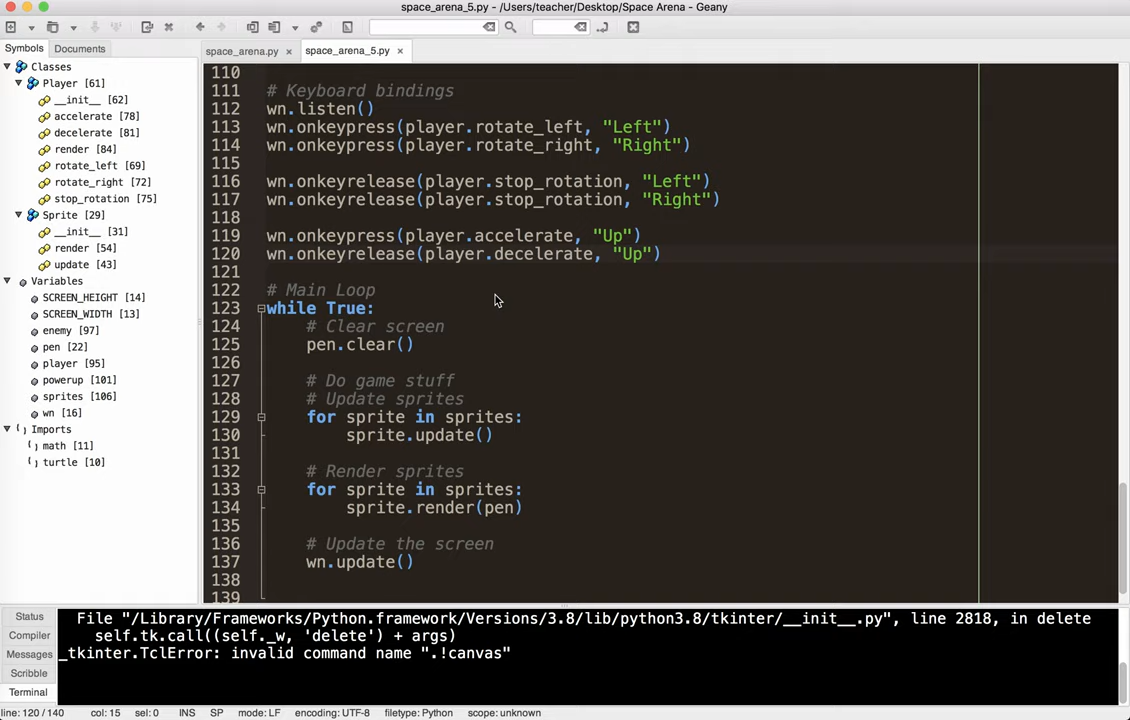 space_arena_5.py - /Users/teacher/Desktop/Space Arena - Geany
Symbols Documents
space_arena.py × space_arena_5.py ×
Classes
Player [61]
__init__ [62]
accelerate [78]
decelerate [81]
render [84]
rotate_left [69]
rotate_right [72]
stop_rotation [75]
Sprite [29]
__init__ [31]
render [54]
update [43]
Variables
SCREEN_HEIGHT [14]
SCREEN_WIDTH [13]
enemy [97]
pen [22]
player [95]
powerup [101]
sprites [106]
wn [16]
Imports
math [11]
turtle [10]
110
111 # Keyboard bindings
112 wn.listen()
113 wn.onkeypress(player.rotate_left, "Left")
114 wn.onkeypress(player.rotate_right, "Right")
115
116 wn.onkeyrelease(player.stop_rotation, "Left")
117 wn.onkeyrelease(player.stop_rotation, "Right")
118
119 wn.onkeypress(player.accelerate, "Up")
120 wn.onkeyrelease(player.decelerate, "Up")
121
122 # Main Loop
123 while True:
124 # Clear screen
125 pen.clear()
126
127 # Do game stuff
128 # Update sprites
129 for sprite in sprites:
130 sprite.update()
131
132 # Render sprites
133 for sprite in sprites:
134 sprite.render(pen)
135
136 # Update the screen
137 wn.update()
138
139
Status
Compiler
Messages
Scribble
Terminal
File "/Library/Frameworks/Python.framework/Versions/3.8/lib/python3.8/tkinter/__init__.py", line 2818, in delete
self.tk.call((self._w, 'delete') + args)
_tkinter.TclError: invalid command name ".!canvas"
line: 120 / 140 col: 15 sel: 0 INS SP mode: LF encoding: UTF-8 filetype: Python scope: unknown